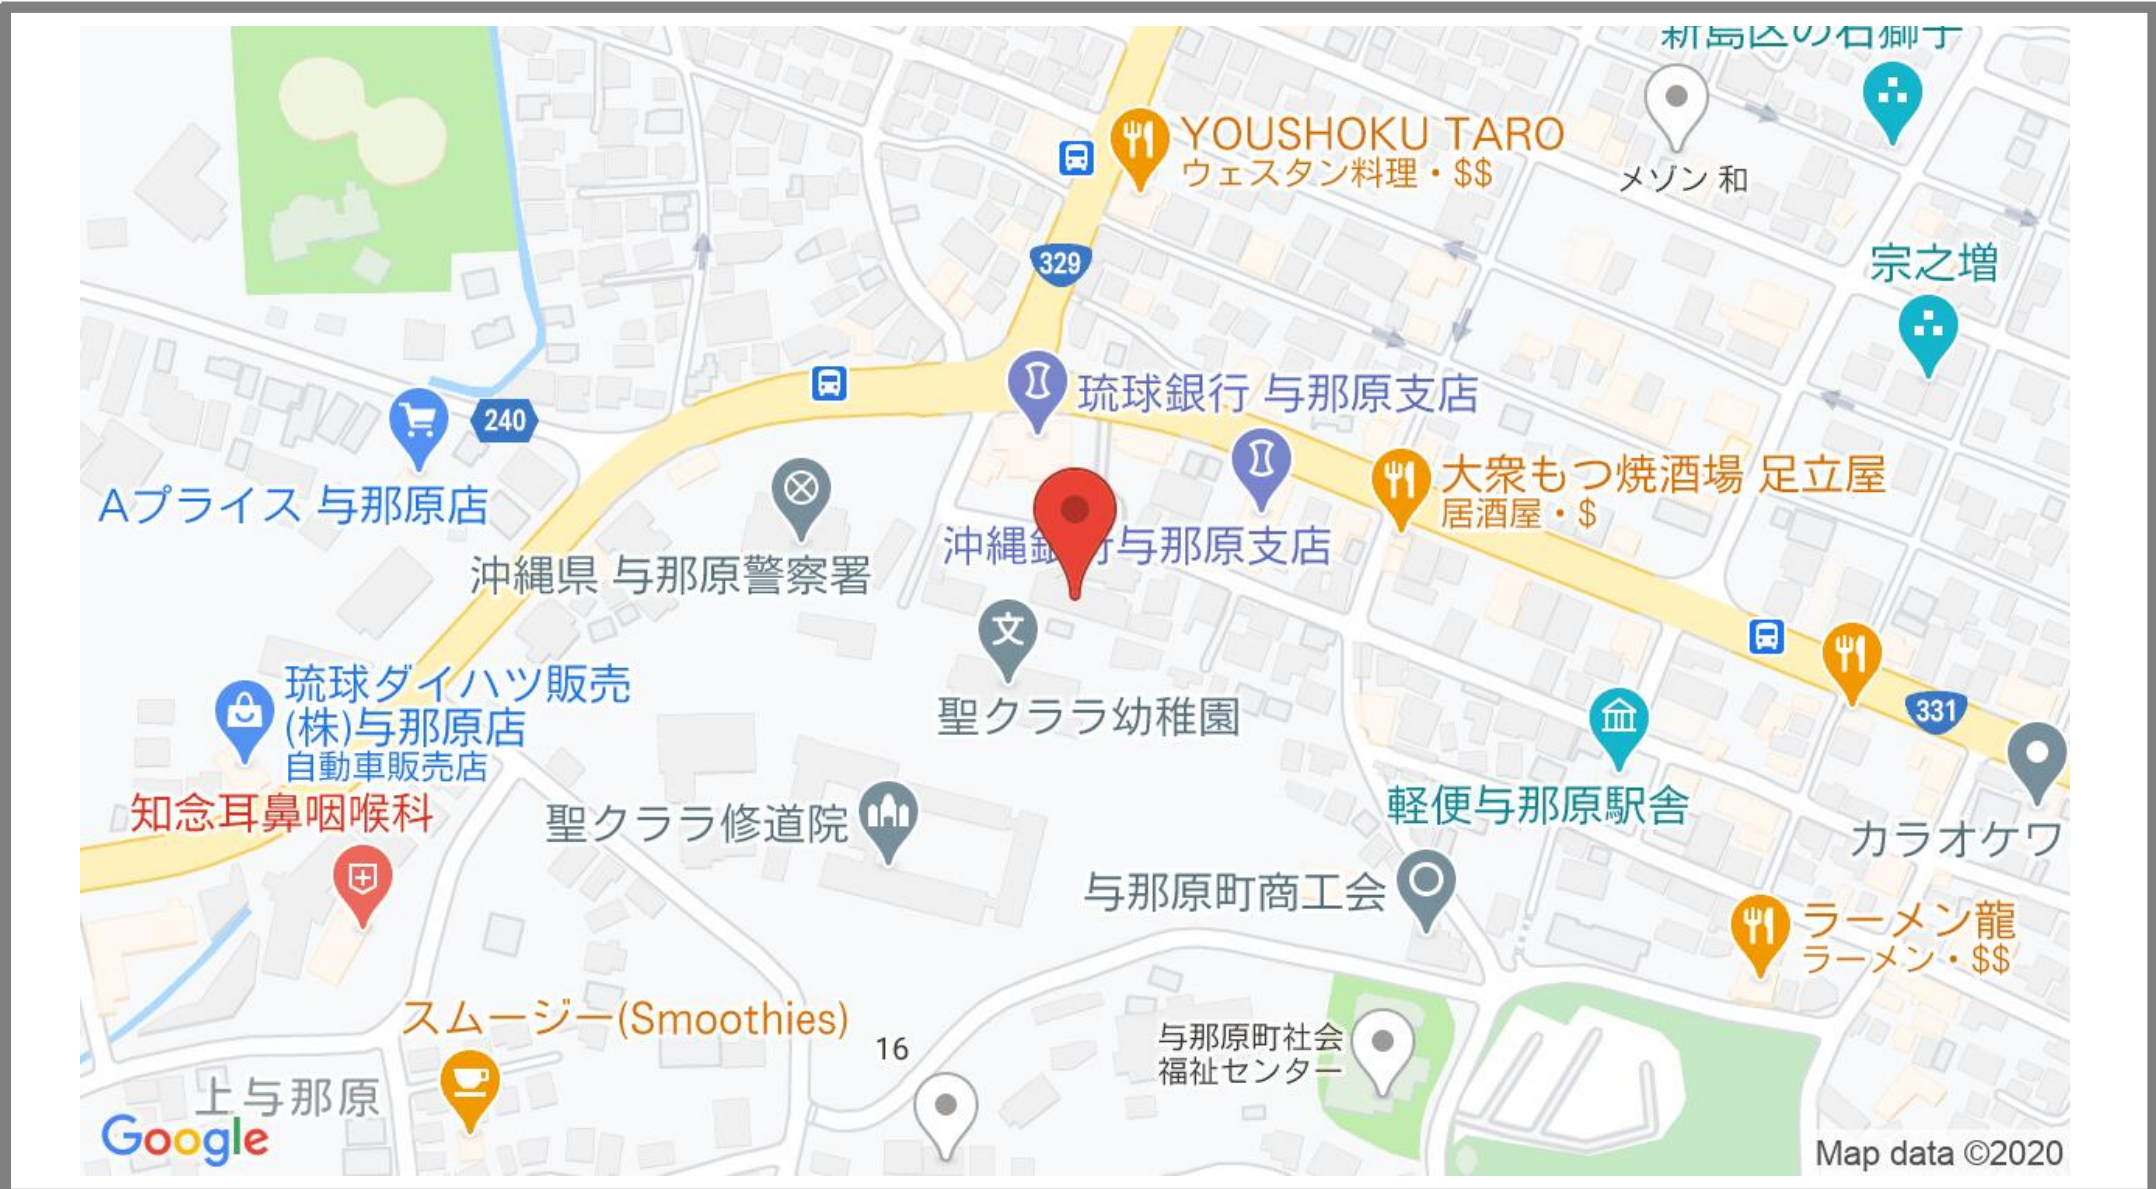 新島区の石獅子
YOUSHOKU TARO
ウェスタン料理・$$
メゾン 和
329
宗之増
琉球銀行 与那原支店
240
Aプライス 与那原店
大衆もつ焼酒場 足立屋
居酒屋・$
沖縄銀行与那原支店
沖縄県 与那原警察署
文
聖クララ幼稚園
琉球ダイハツ販売
(株)与那原店
自動車販売店
331
知念耳鼻咽喉科
聖クララ修道院
軽便与那原駅舎
カラオケワ
与那原町商工会
ラーメン龍
ラーメン・$$
スムージー(Smoothies)
16
与那原町社会
福祉センター
上与那原
Google
Map data ©2020